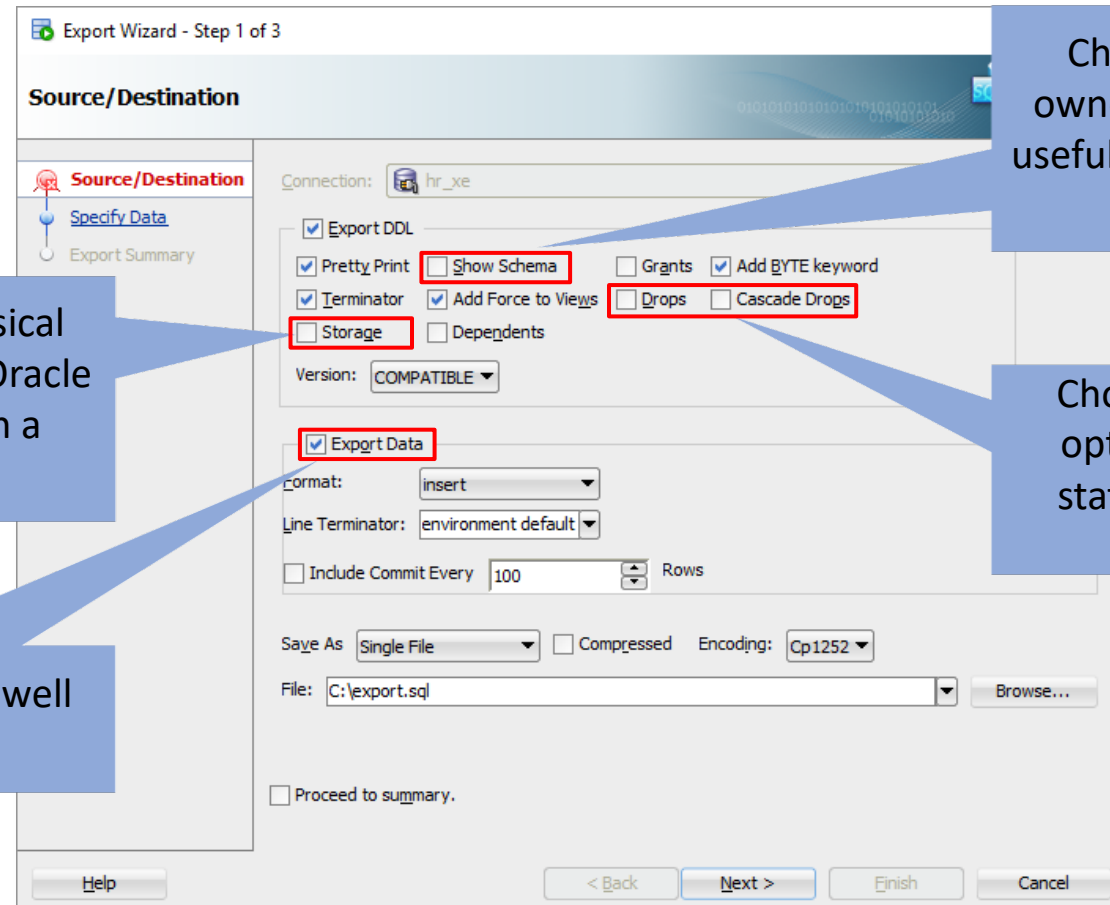 Export Wizard - Step 1 of 3
Source/Destination
Source/Destination
Specify Data
Export Summary
Connection: hr_xe
Export DDL
Pretty Print Show Schema Grants Add BYTE keyword
Terminator Add Force to Views Drops Cascade Drops
Storage Dependents
Version: COMPATIBLE
Export Data
Format: insert
Line Terminator: environment default
Include Commit Every 100 Rows
Save As Single File Compressed Encoding: Cp1252
File: C:\export.sql Browse...
Proceed to summary.
Help < Back Next > Finish Cancel
Ch
own
useful
sical
Oracle
n a
Cho
opt
stat
well